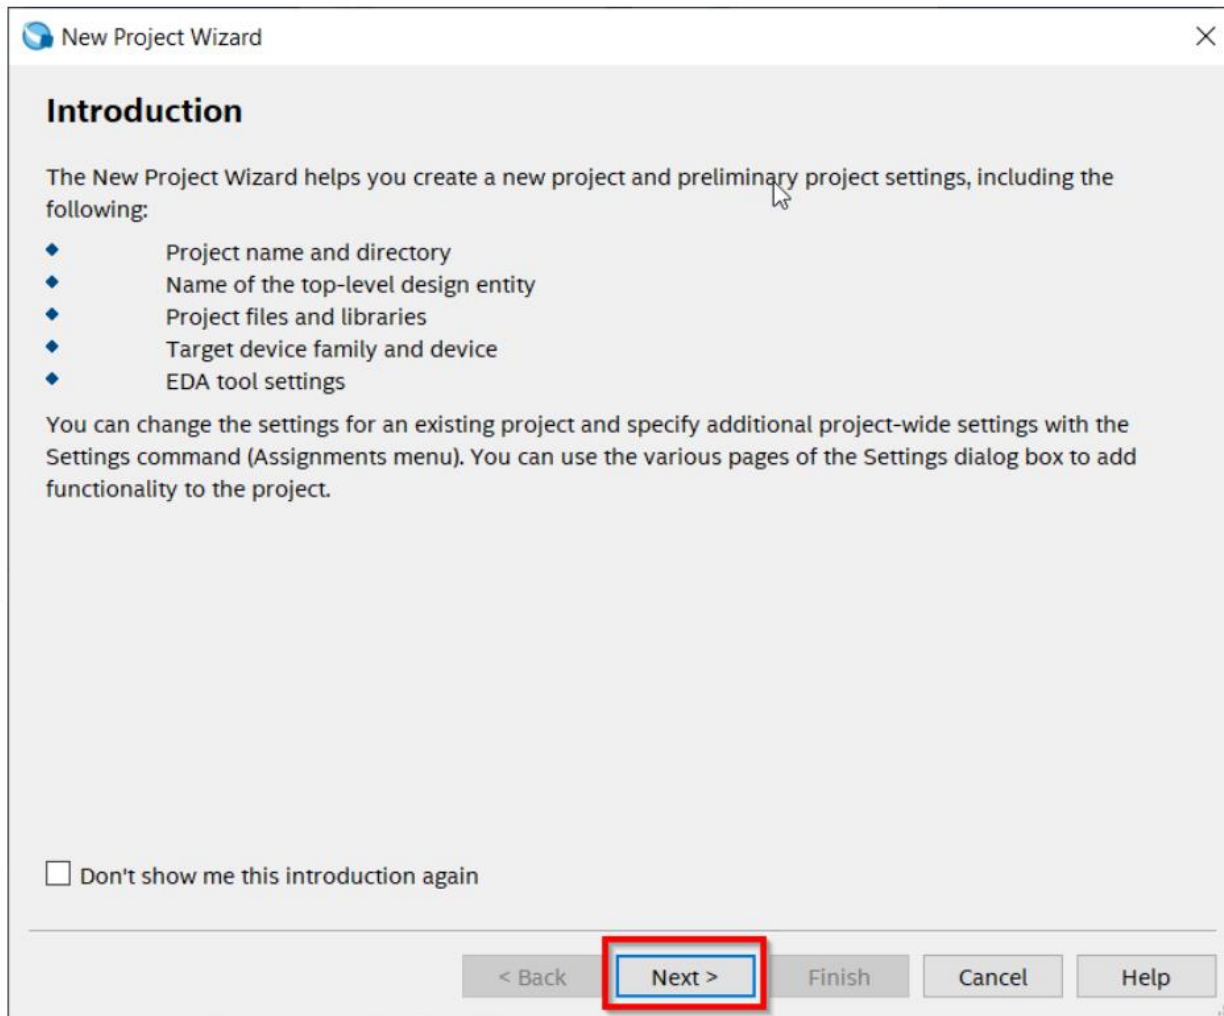 New Project Wizard
Introduction
The New Project Wizard helps you create a new project and preliminary project settings, including the
following:
Project name and directory
Name of the top-level design entity
Project files and libraries
Target device family and device
EDA tool settings
You can change the settings for an existing project and specify additional project-wide settings with the
Settings command (Assignments menu). You can use the various pages of the Settings dialog box to add
functionality to the project.
Don't show me this introduction again
< Back Next > Finish Cancel Help